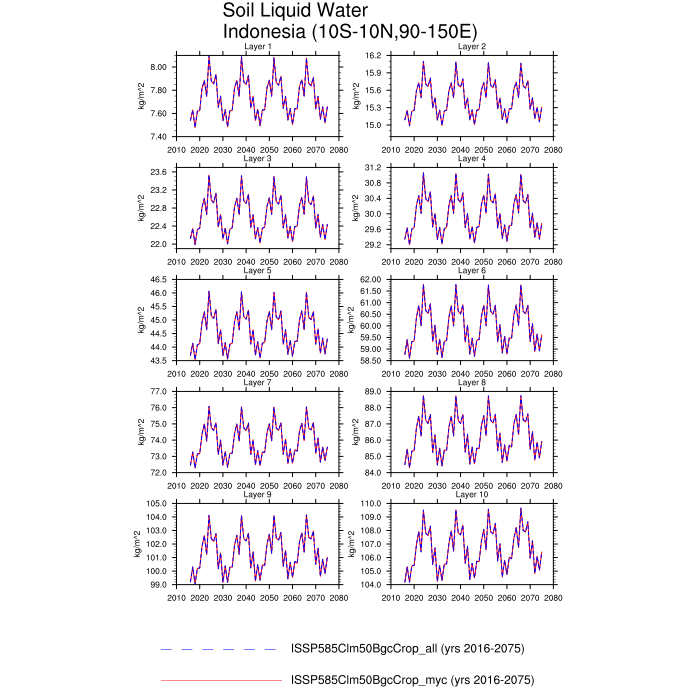 Soil Liquid Water
Indonesia (10S-10N,90-150E)
Layer 1
kg/m^2
8.00
7.80
7.60
7.40
2010 2020 2030 2040 2050 2060 2070 2080
Layer 2
kg/m^2
16.2
15.9
15.6
15.3
15.0
2010 2020 2030 2040 2050 2060 2070 2080
Layer 3
kg/m^2
23.6
23.2
22.8
22.4
22.0
2010 2020 2030 2040 2050 2060 2070 2080
Layer 4
kg/m^2
31.2
30.8
30.4
30.0
29.6
29.2
2010 2020 2030 2040 2050 2060 2070 2080
Layer 5
kg/m^2
46.5
46.0
45.5
45.0
44.5
44.0
43.5
2010 2020 2030 2040 2050 2060 2070 2080
Layer 6
kg/m^2
62.00
61.50
61.00
60.50
60.00
59.50
59.00
58.50
2010 2020 2030 2040 2050 2060 2070 2080
Layer 7
kg/m^2
77.0
76.0
75.0
74.0
73.0
72.0
2010 2020 2030 2040 2050 2060 2070 2080
Layer 8
kg/m^2
89.0
88.0
87.0
86.0
85.0
84.0
2010 2020 2030 2040 2050 2060 2070 2080
Layer 9
kg/m^2
105.0
104.0
103.0
102.0
101.0
100.0
99.0
2010 2020 2030 2040 2050 2060 2070 2080
Layer 10
kg/m^2
110.0
109.0
108.0
107.0
106.0
105.0
104.0
2010 2020 2030 2040 2050 2060 2070 2080
ISSP585Clm50BgcCrop_all (yrs 2016-2075)
ISSP585Clm50BgcCrop_myc (yrs 2016-2075)